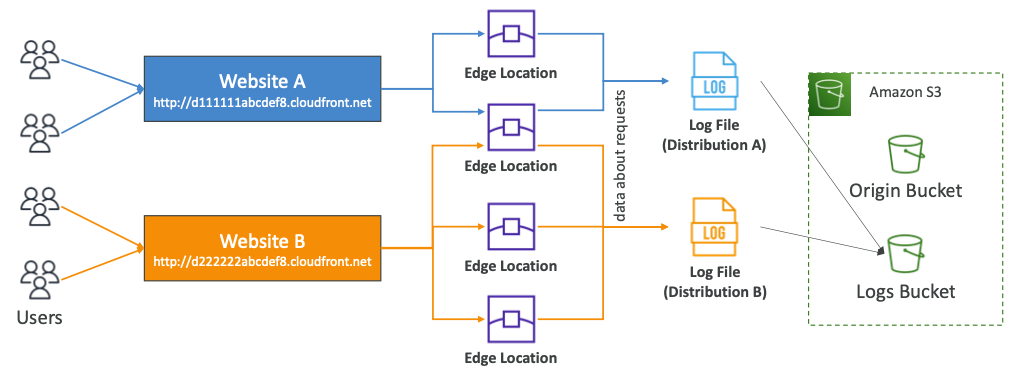 Users
Website A
http://d111111abcdef8.cloudfront.net
Website B
http://d222222abcdef8.cloudfront.net
Edge Location
Edge Location
Edge Location
Edge Location
data about requests
LOG
Log File
(Distribution A)
LOG
Log File
(Distribution B)
Amazon S3
Origin Bucket
Logs Bucket